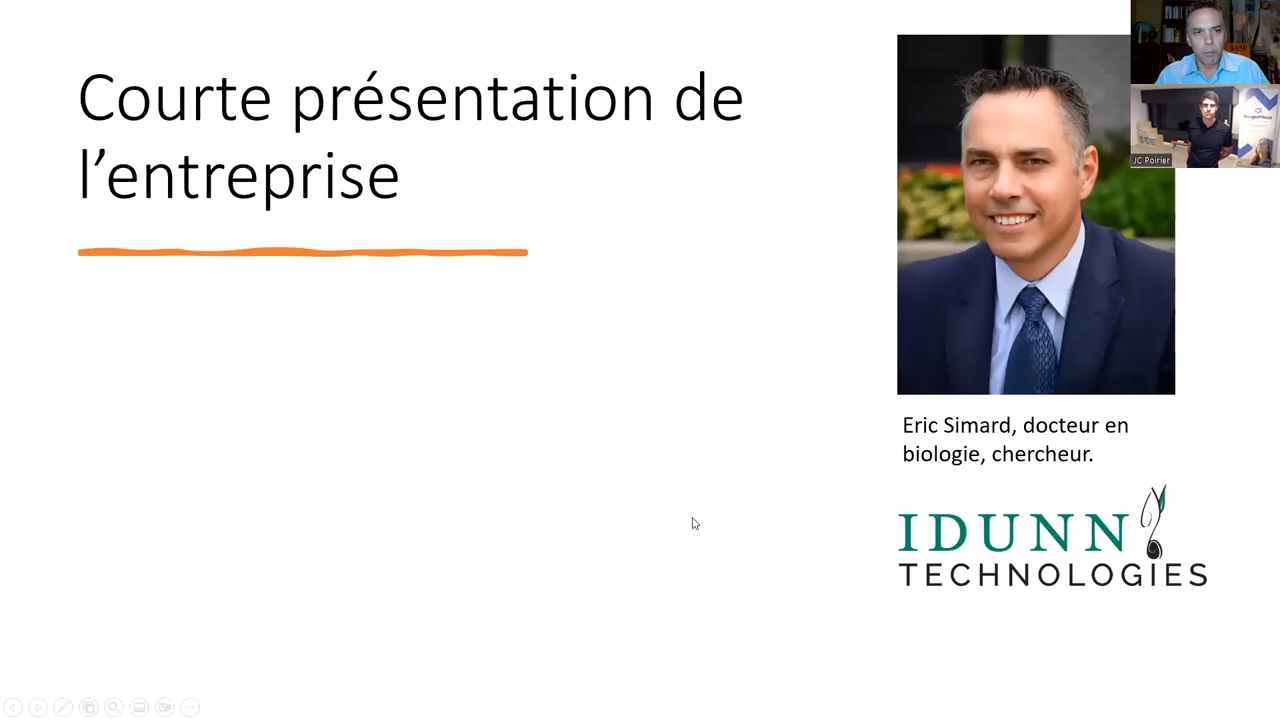 Courte présentation de
l’entreprise
JC Poirier
Eric Simard, docteur en
biologie, chercheur.
IDUNN
TECHNOLOGIES